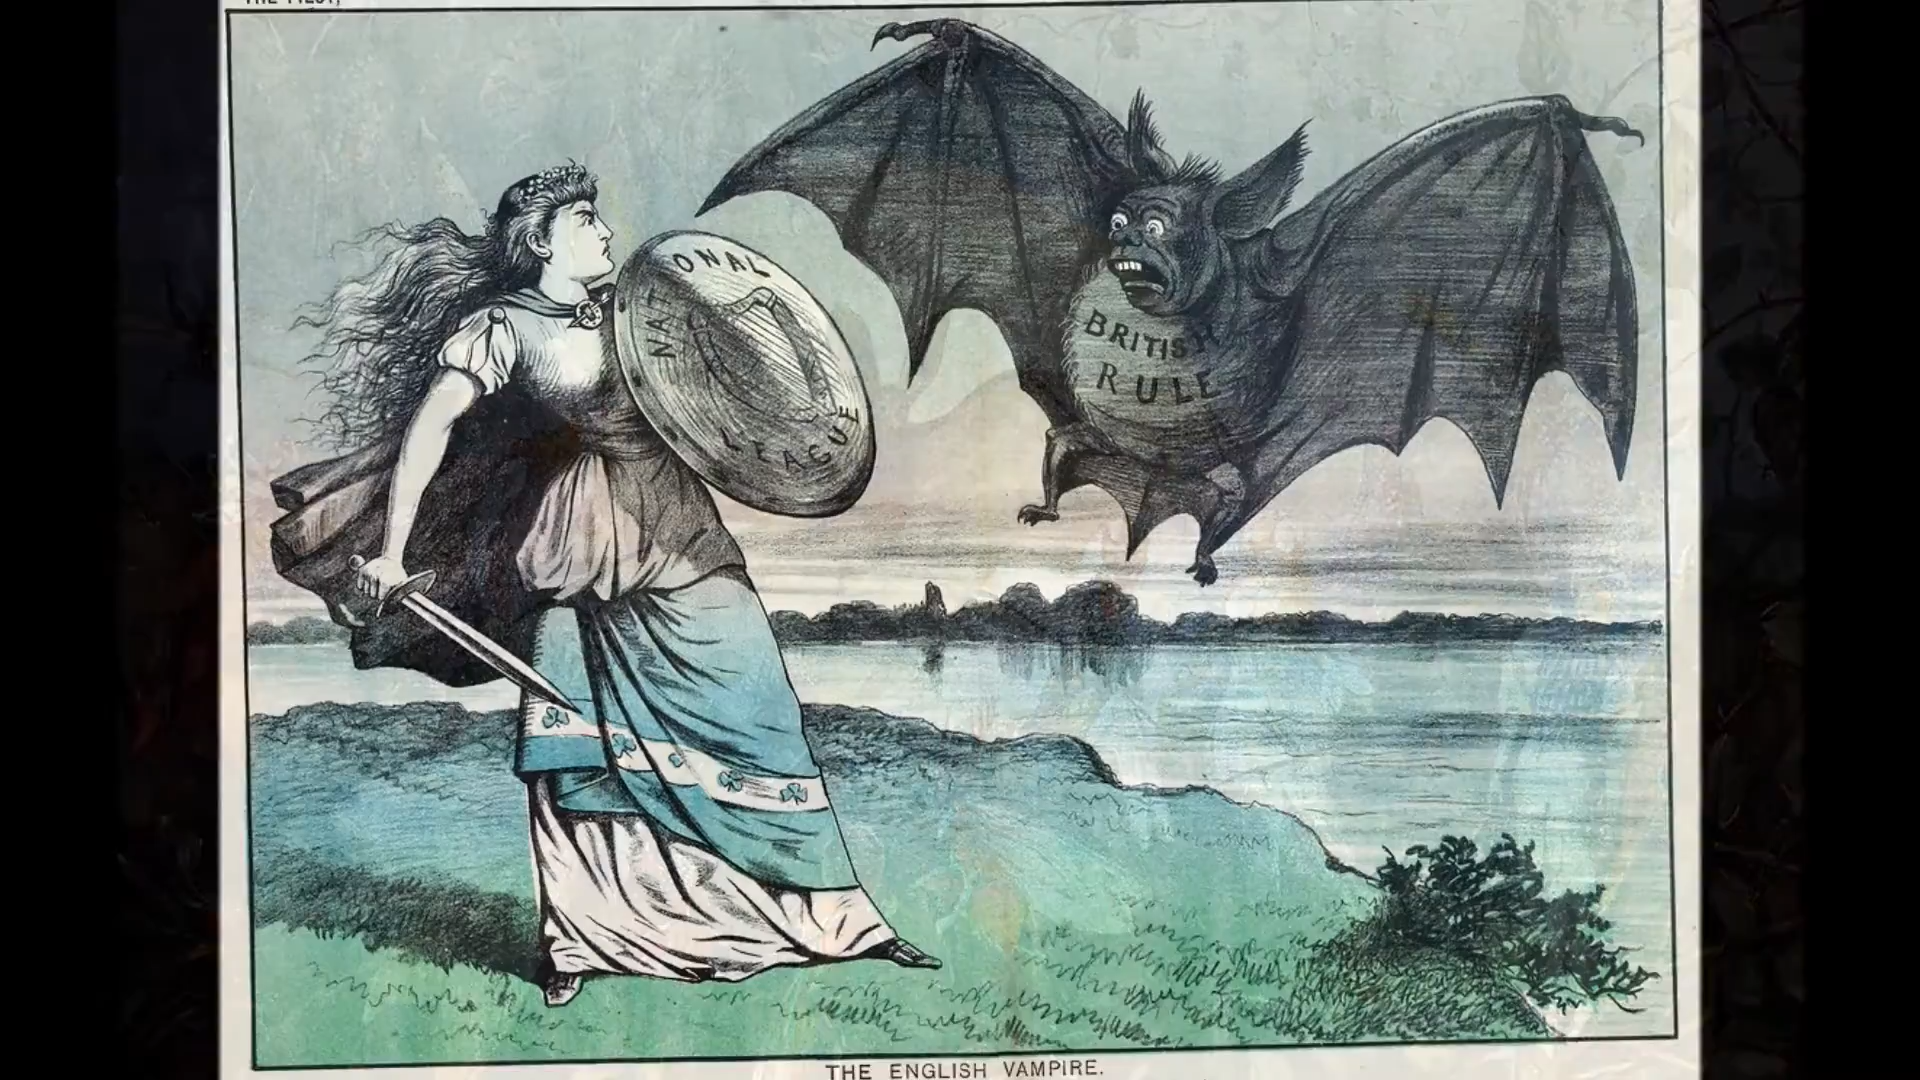 NATIONAL
LEAGUE
BRITISH
RULE
THE ENGLISH VAMPIRE.